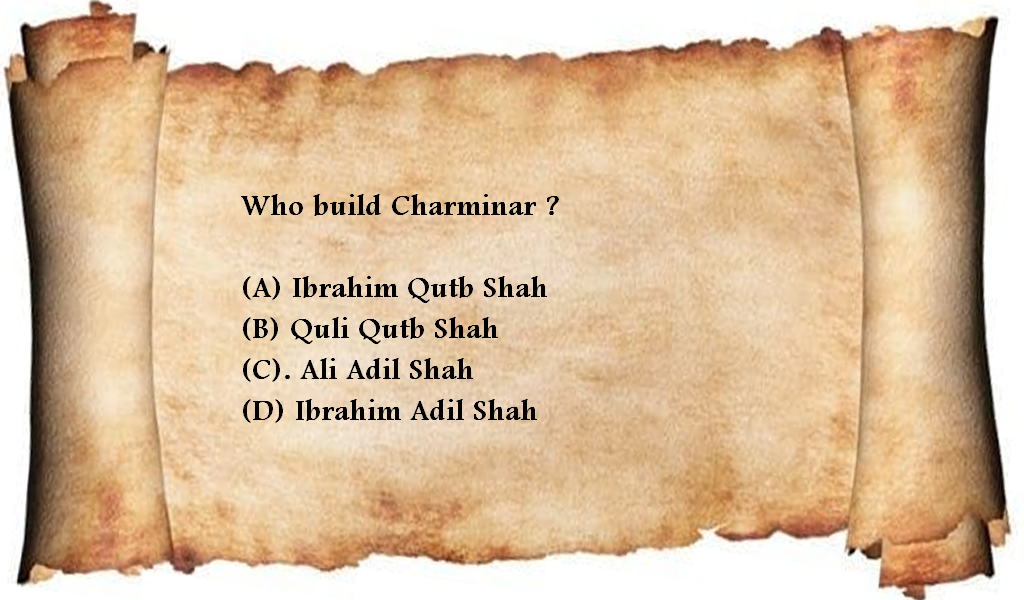 Who build Charminar ?
(A) Ibrahim Qutb Shah
(B) Quli Qutb Shah
(C). Ali Adil Shah
(D) Ibrahim Adil Shah